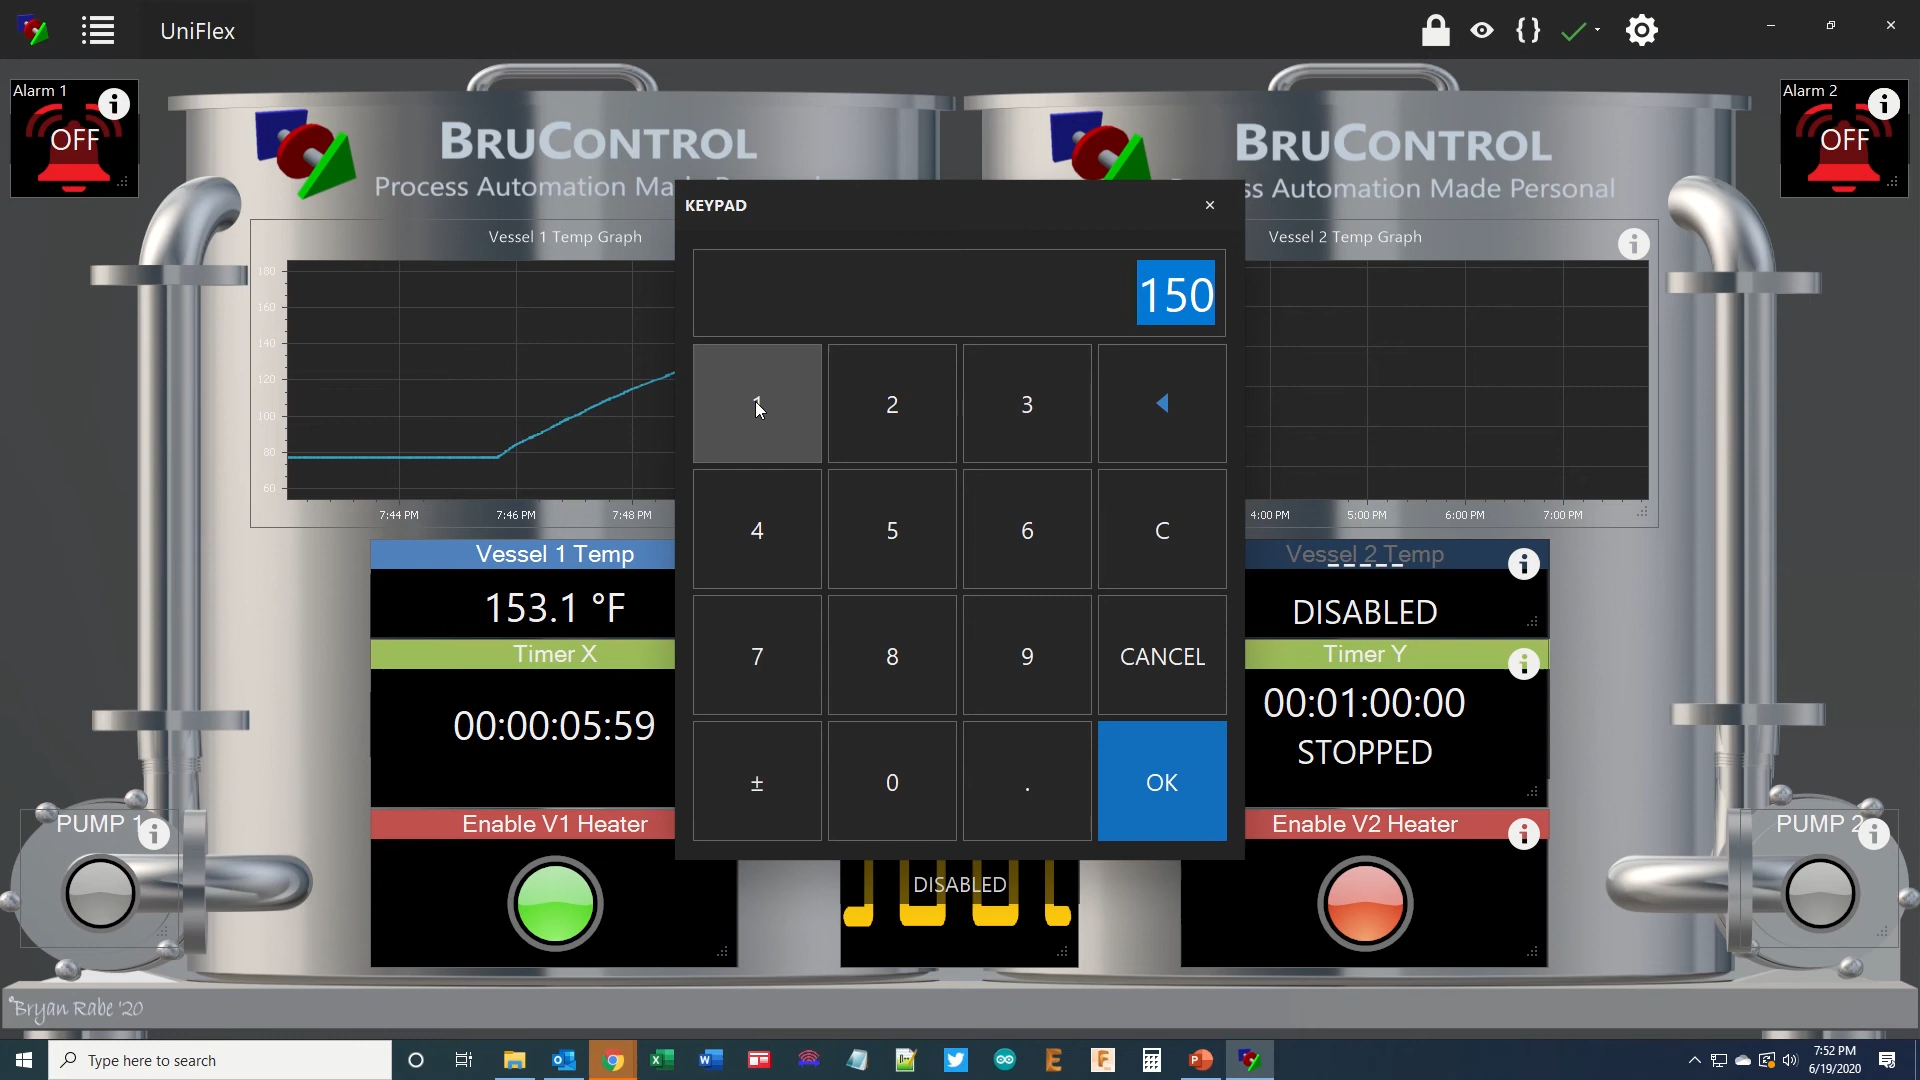 UniFlex
Alarm 1
OFF
Alarm 2
OFF
BRUCONTROL
Process Automation Ma
BRUCONTROL
ss Automation Made Personal
KEYPAD
150
1 2 3
4 5 6 C
7 8 9 CANCEL
± 0 . OK
Vessel 1 Temp Graph
180
160
140
120
100
80
60
7:44 PM 7:46 PM 7:48 PM
Vessel 2 Temp Graph
4:00 PM 5:00 PM 6:00 PM 7:00 PM
Vessel 1 Temp
153.1 °F
Timer X
00:00:05:59
Enable V1 Heater
Vessel 2 Temp
DISABLED
Timer Y
00:01:00:00
STOPPED
Enable V2 Heater
DISABLED
PUMP 1
PUMP 2
Bryan Rabe '20
Type here to search
7:52 PM
6/19/2020